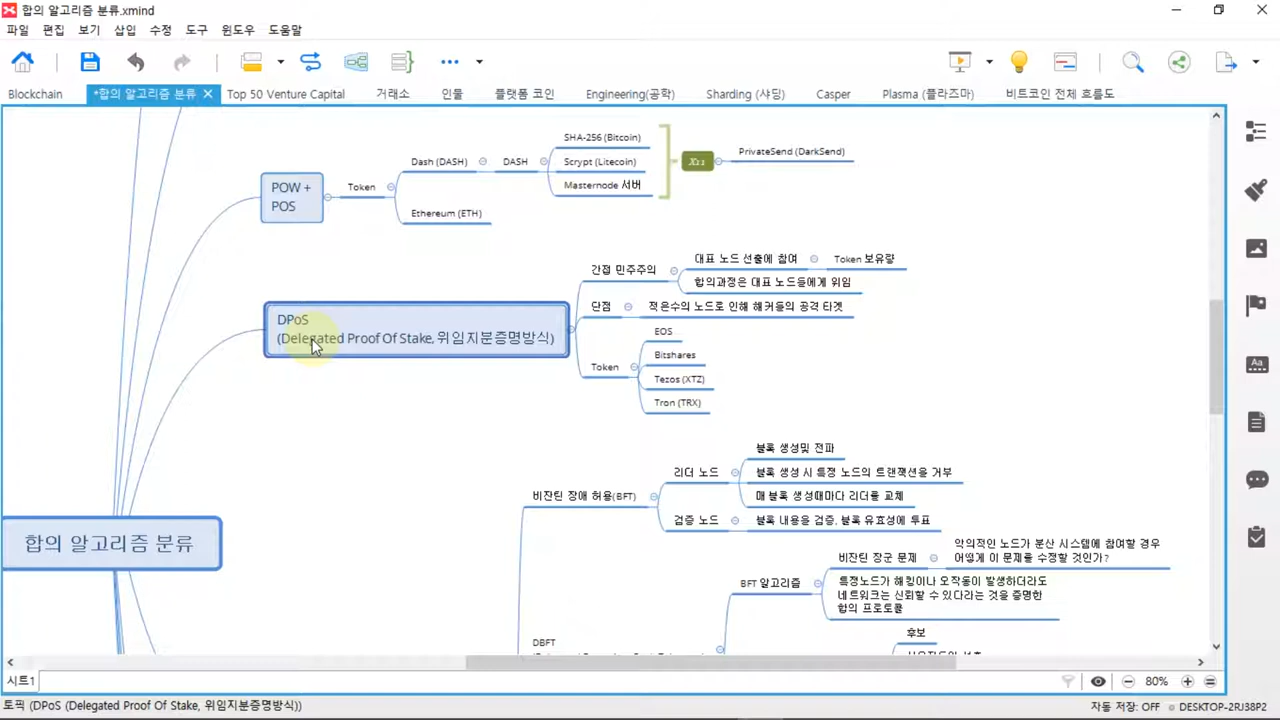 합의 알고리즘 분류.xmind
파일 편집 보기 삽입 수정 도구 윈도우 도움말
Blockchain *합의 알고리즘 분류 Top 50 Venture Capital 거래소 인물 플랫폼 코인 Engineering(공학) Sharding (샤딩) Casper Plasma (플라즈마) 비트코인 전체 흐름도
POW +
POS
Token
Dash (DASH)
DASH
SHA-256 (Bitcoin)
Scrypt (Litecoin)
Masternode 서버
X11
PrivateSend (DarkSend)
Ethereum (ETH)
DPoS
(Delegated Proof Of Stake, 위임지분증명방식)
간접 민주주의
대표 노드 선출에 참여
Token 보유량
합의과정은 대표 노드들에게 위임
단점
적은수의 노드로 인해 해커들의 공격 타겟
Token
EOS
Bitshares
Tezos (XTZ)
Tron (TRX)
합의 알고리즘 분류
비잔틴 장애 허용(BFT)
리더 노드
블록 생성및 전파
블록 생성 시 특정 노드의 트랜잭션을 거부
매 블록 생성때마다 리더를 교체
검증 노드
블록 내용을 검증, 블록 유효성에 투표
DBFT
BFT 알고리즘
비잔틴 장군 문제
악의적인 노드가 분산 시스템에 참여할 경우
어떻게 이 문제을 수정할 것인가?
특정노드가 해킹이나 오작동이 발생하더라도
네트워크는 신뢰할 수 있다라는 것을 증명한
합의 프로토콜
후보
시트1
80%
토픽 (DPoS (Delegated Proof Of Stake, 위임지분증명방식))
자동 저장: OFF
DESKTOP-2RJ38P2